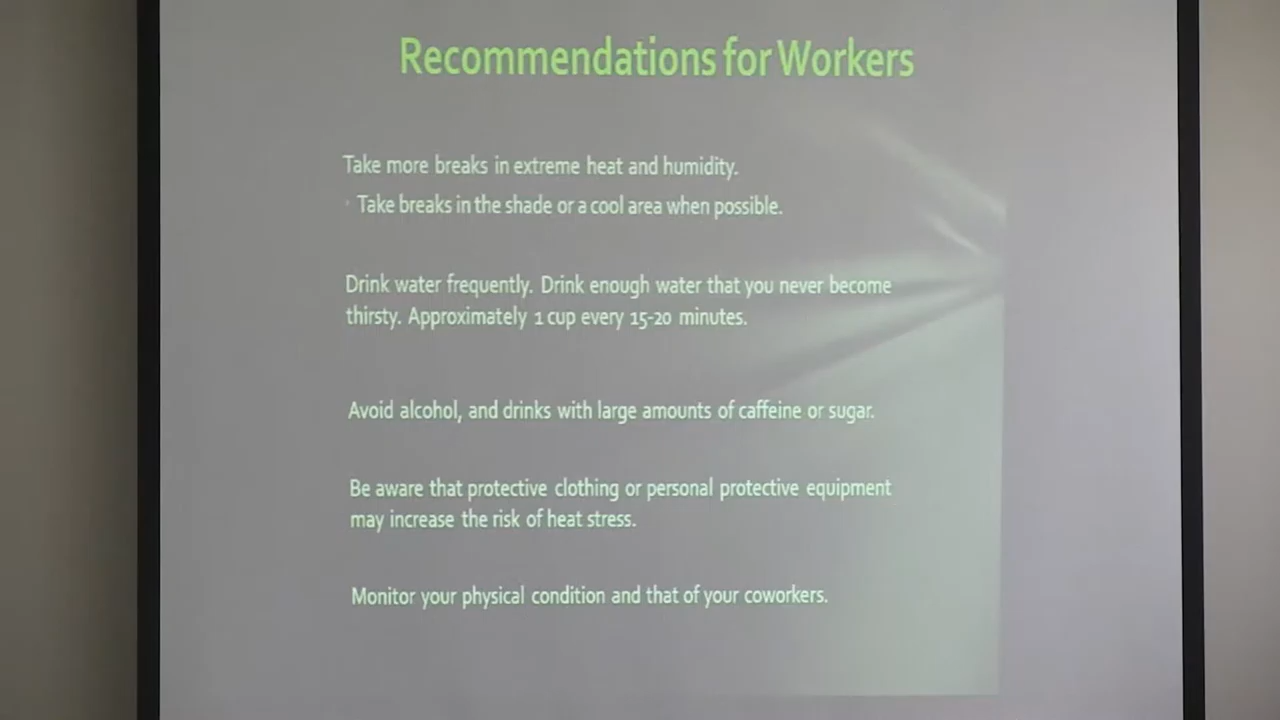 Recommendations for Workers
Take more breaks in extreme heat and humidity.
Take breaks in the shade or a cool area when possible.
Drink water frequently. Drink enough water that you never become
thirsty. Approximately 1 cup every 15-20 minutes.
Avoid alcohol, and drinks with large amounts of caffeine or sugar.
Be aware that protective clothing or personal protective equipment
may increase the risk of heat stress.
Monitor your physical condition and that of your coworkers.